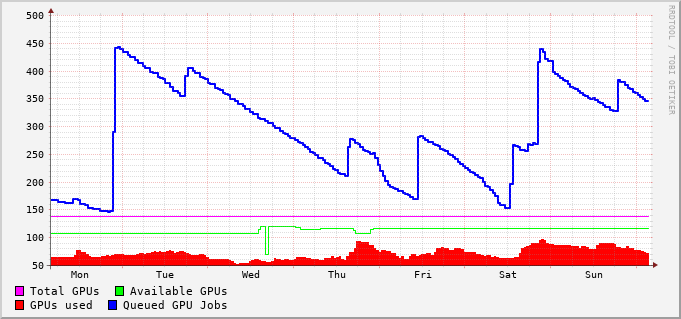 500
450
400
350
300
250
200
150
100
50
Mon Tue Wed Thu Fri Sat Sun
Total GPUs Available GPUs
GPUs used Queued GPU Jobs
RRDTOOL / TOBI OETIKER